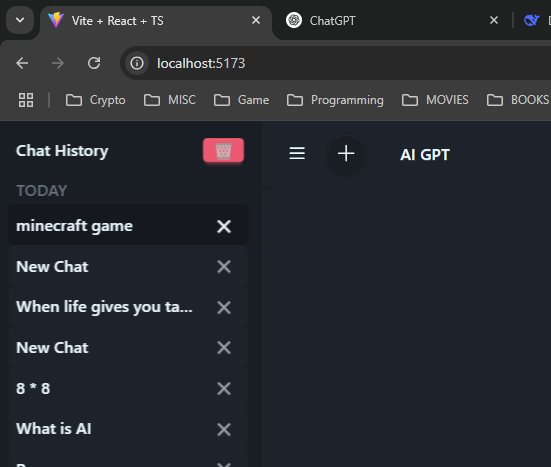 Vite + React + TS
ChatGPT
localhost:5173
Crypto
MISC
Game
Programming
MOVIES
BOOKS
Chat History
AI GPT
TODAY
minecraft game
New Chat
When life gives you ta...
New Chat
8 * 8
What is AI